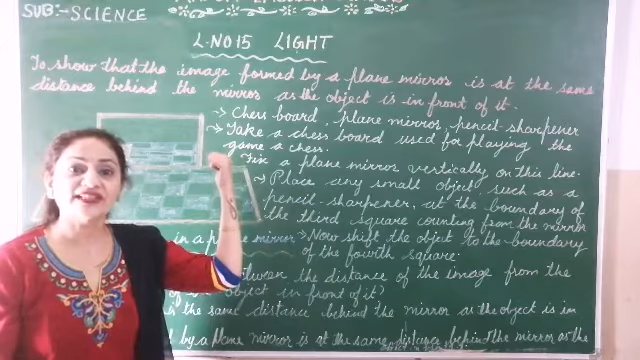 SUB:- SCIENCE
L.NO 15 LIGHT
To show that the image formed by a plane mirror is at the same
distance behind the mirror as the object is in front of it.
→ Chess board, plane mirror, pencil-sharpener
→ Take a chess board used for playing the
game a chess.
Fix a plane mirror vertically on this line.
→ Place any small object such as a
pencil-sharpener, at the boundary of
the third square counting from the mirror
in a plane mirror → Now shift the object to the boundary
of the fourth square.
the distance of the image from the
object in front of it?
is the same distance behind the mirror as the object is in
by a plane mirror is at the same distance behind the mirror as the